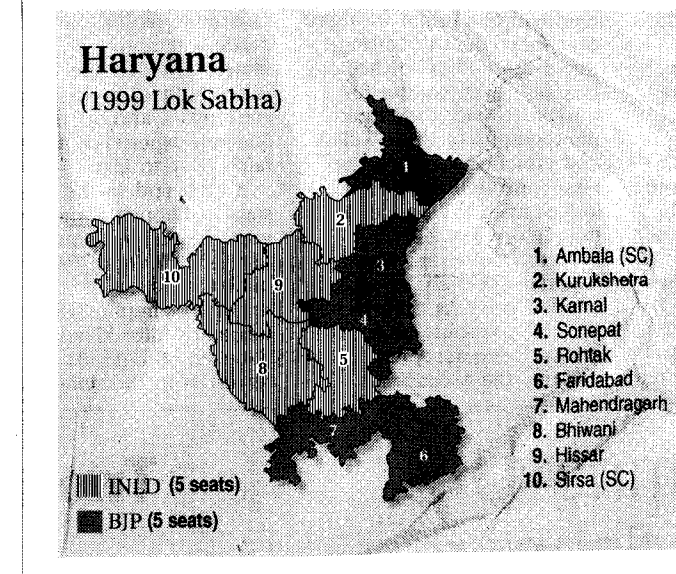 Haryana
(1999 Lok Sabha)
1
2
3
10
9
4
5
8
7
6
1. Ambala (SC)
2. Kurukshetra
3. Karnal
4. Sonepat
5. Rohtak
6. Faridabad
7. Mahendragarh
8. Bhiwani
9. Hissar
10. Sirsa (SC)
INLD (5 seats)
BJP (5 seats)